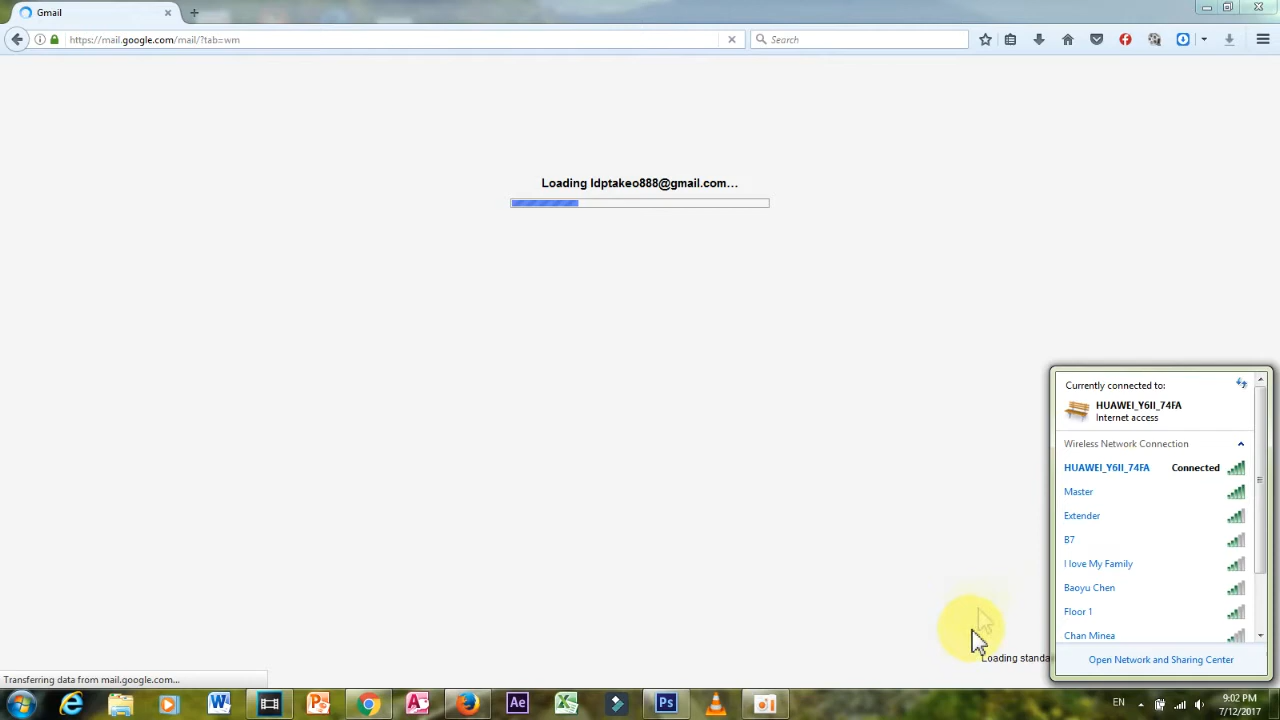 Gmail
https://mail.google.com/mail/?tab=wm
Search
Loading ldptakeo888@gmail.com...
Currently connected to:
HUAWEI_Y6II_74FA
Internet access
Wireless Network Connection
HUAWEI_Y6II_74FA Connected
Master
Extender
B7
I love My Family
Baoyu Chen
Floor 1
Chan Minea
Loading standa
Open Network and Sharing Center
Transferring data from mail.google.com...
W
P
A
Ae
X
Ps
EN
9:02 PM
7/12/2017